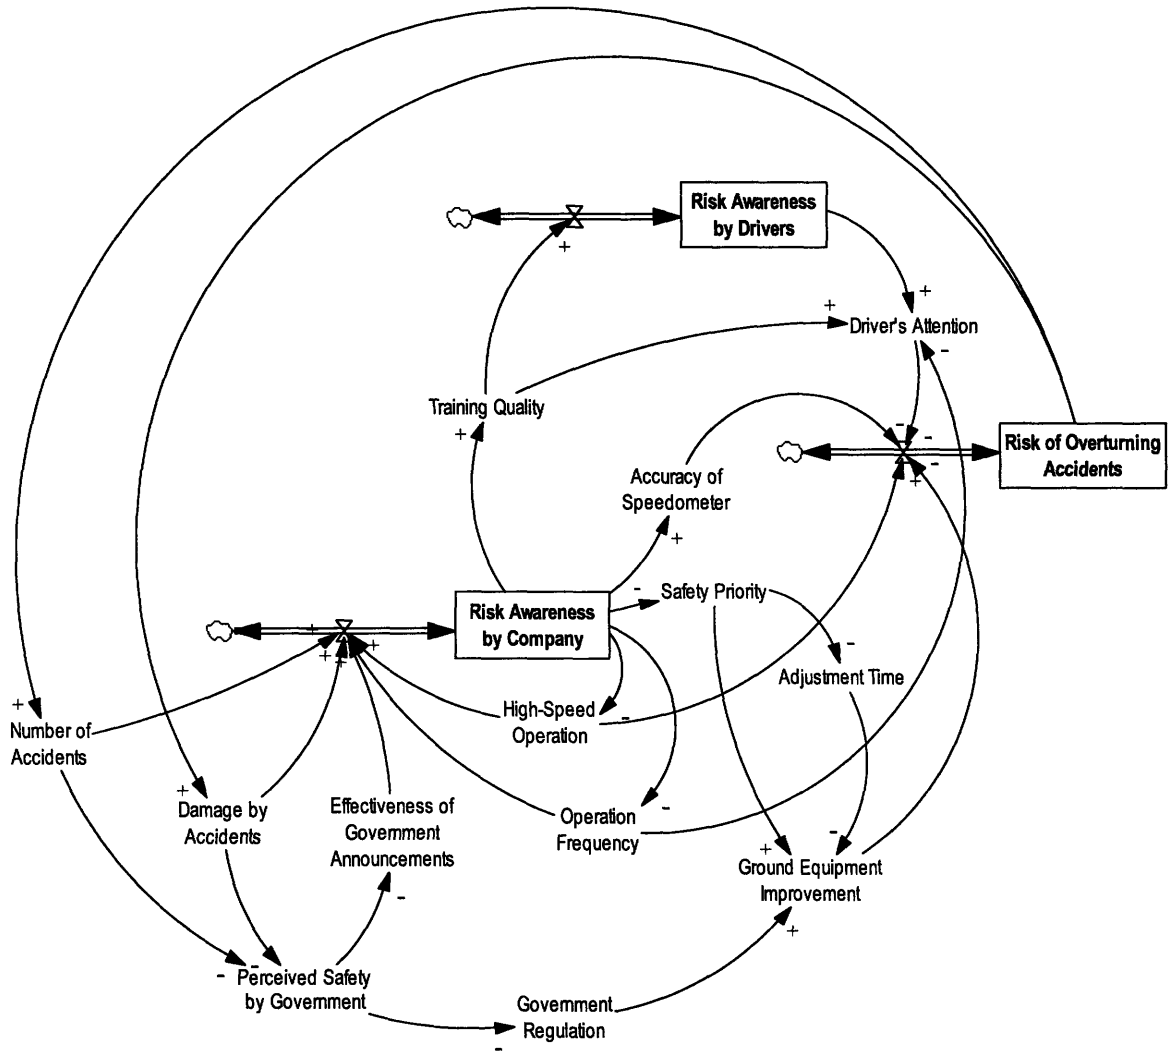 Risk Awareness
by Drivers
+
+
+
Driver's Attention
-
Training Quality
+
-
-
-
-
+
Risk of Overturning
Accidents
Accuracy of
Speedometer
+
-
Safety Priority
Risk Awareness
by Company
+
+
+
+
-
Adjustment Time
High-Speed
Operation
-
+
Number of
Accidents
+
Damage by
Accidents
Effectiveness of
Government
Announcements
Operation
Frequency
-
-
+
Ground Equipment
Improvement
-
+
-
-
Perceived Safety
by Government
Government
Regulation
-